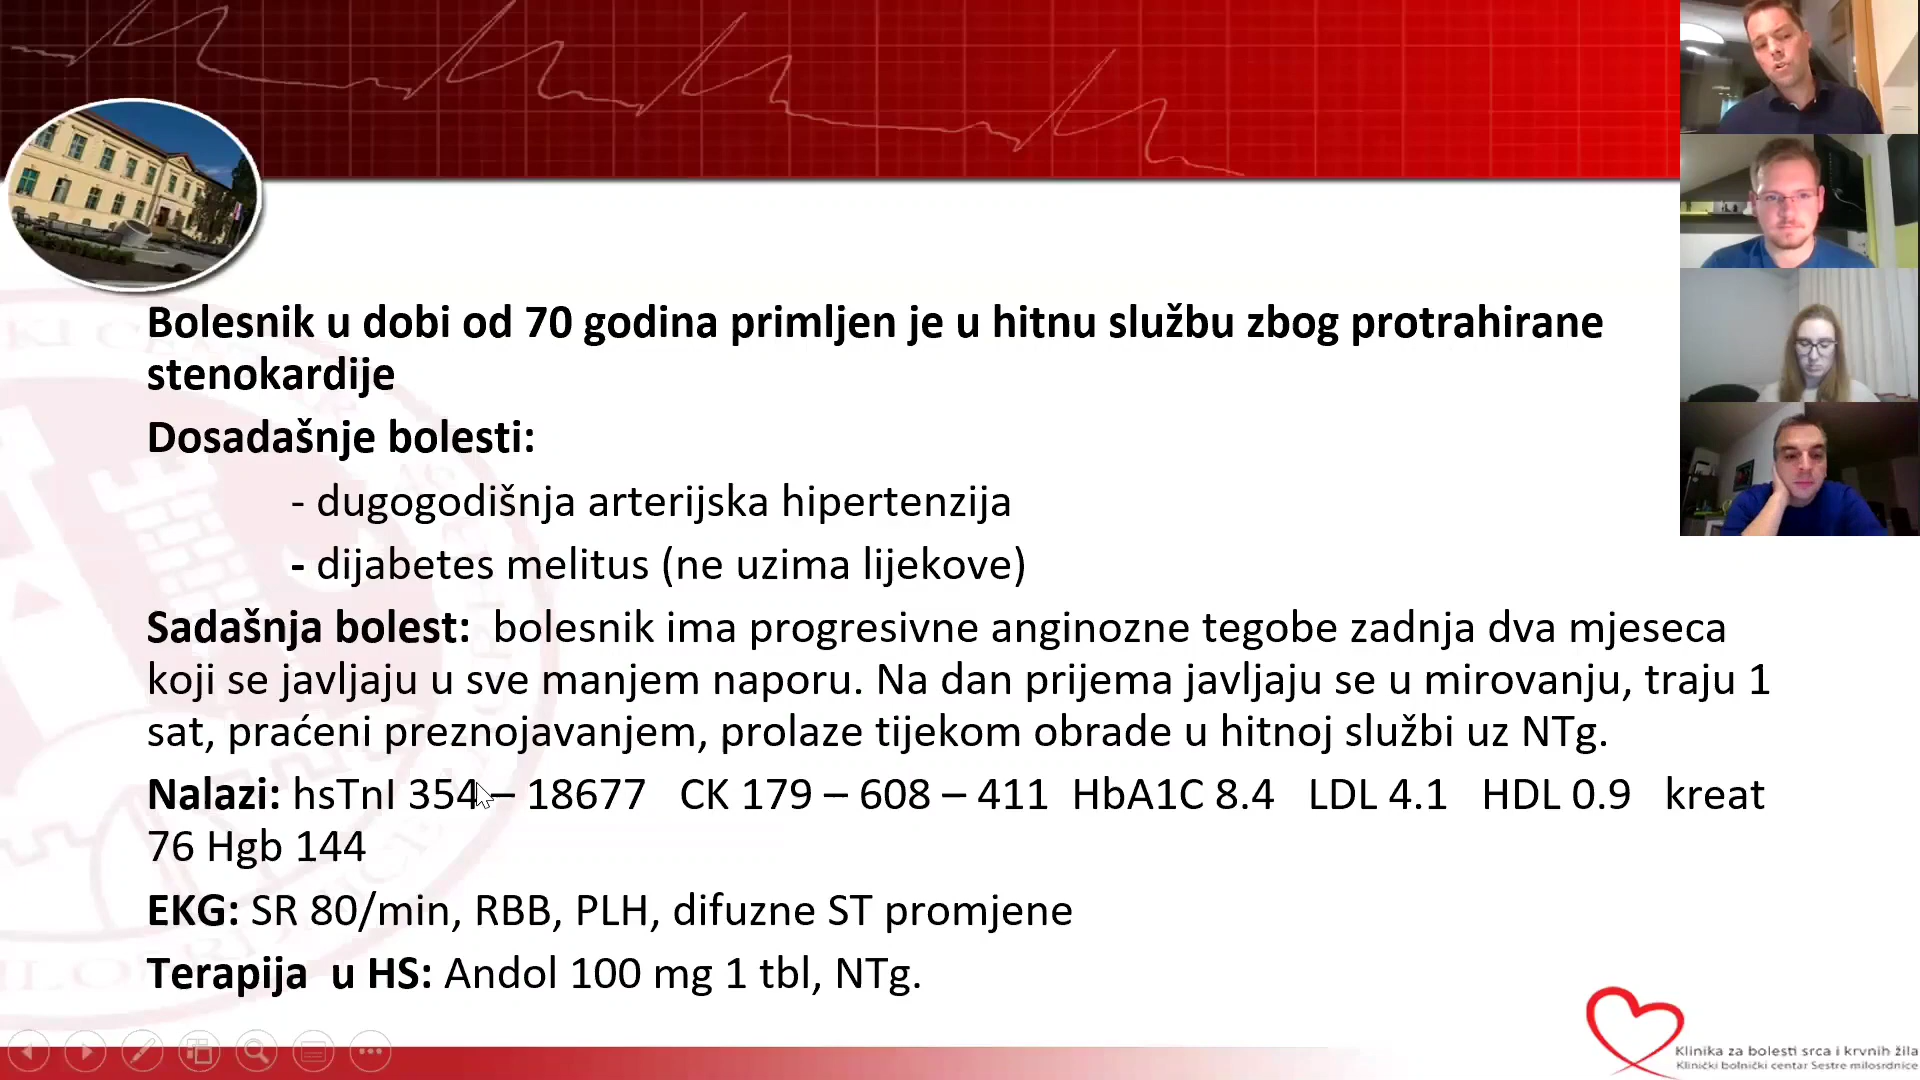 Bolesnik u dobi od 70 godina primljen je u hitnu službu zbog protrahirane
stenokardije
Dosadašnje bolesti:
- dugogodišnja arterijska hipertenzija
- dijabetes melitus (ne uzima lijekove)
Sadašnja bolest: bolesnik ima progresivne anginozne tegobe zadnja dva mjeseca
koji se javljaju u sve manjem naporu. Na dan prijema javljaju se u mirovanju, traju 1
sat, praćeni preznojavanjem, prolaze tijekom obrade u hitnoj službi uz NTg.
Nalazi: hsTnI 354 – 18677 CK 179 – 608 – 411 HbA1C 8.4 LDL 4.1 HDL 0.9 kreat
76 Hgb 144
EKG: SR 80/min, RBB, PLH, difuzne ST promjene
Terapija u HS: Andol 100 mg 1 tbl, NTg.
Klinika za bolesti srca i krvnih žila
Klinički bolnički centar Sestre milosrdnice